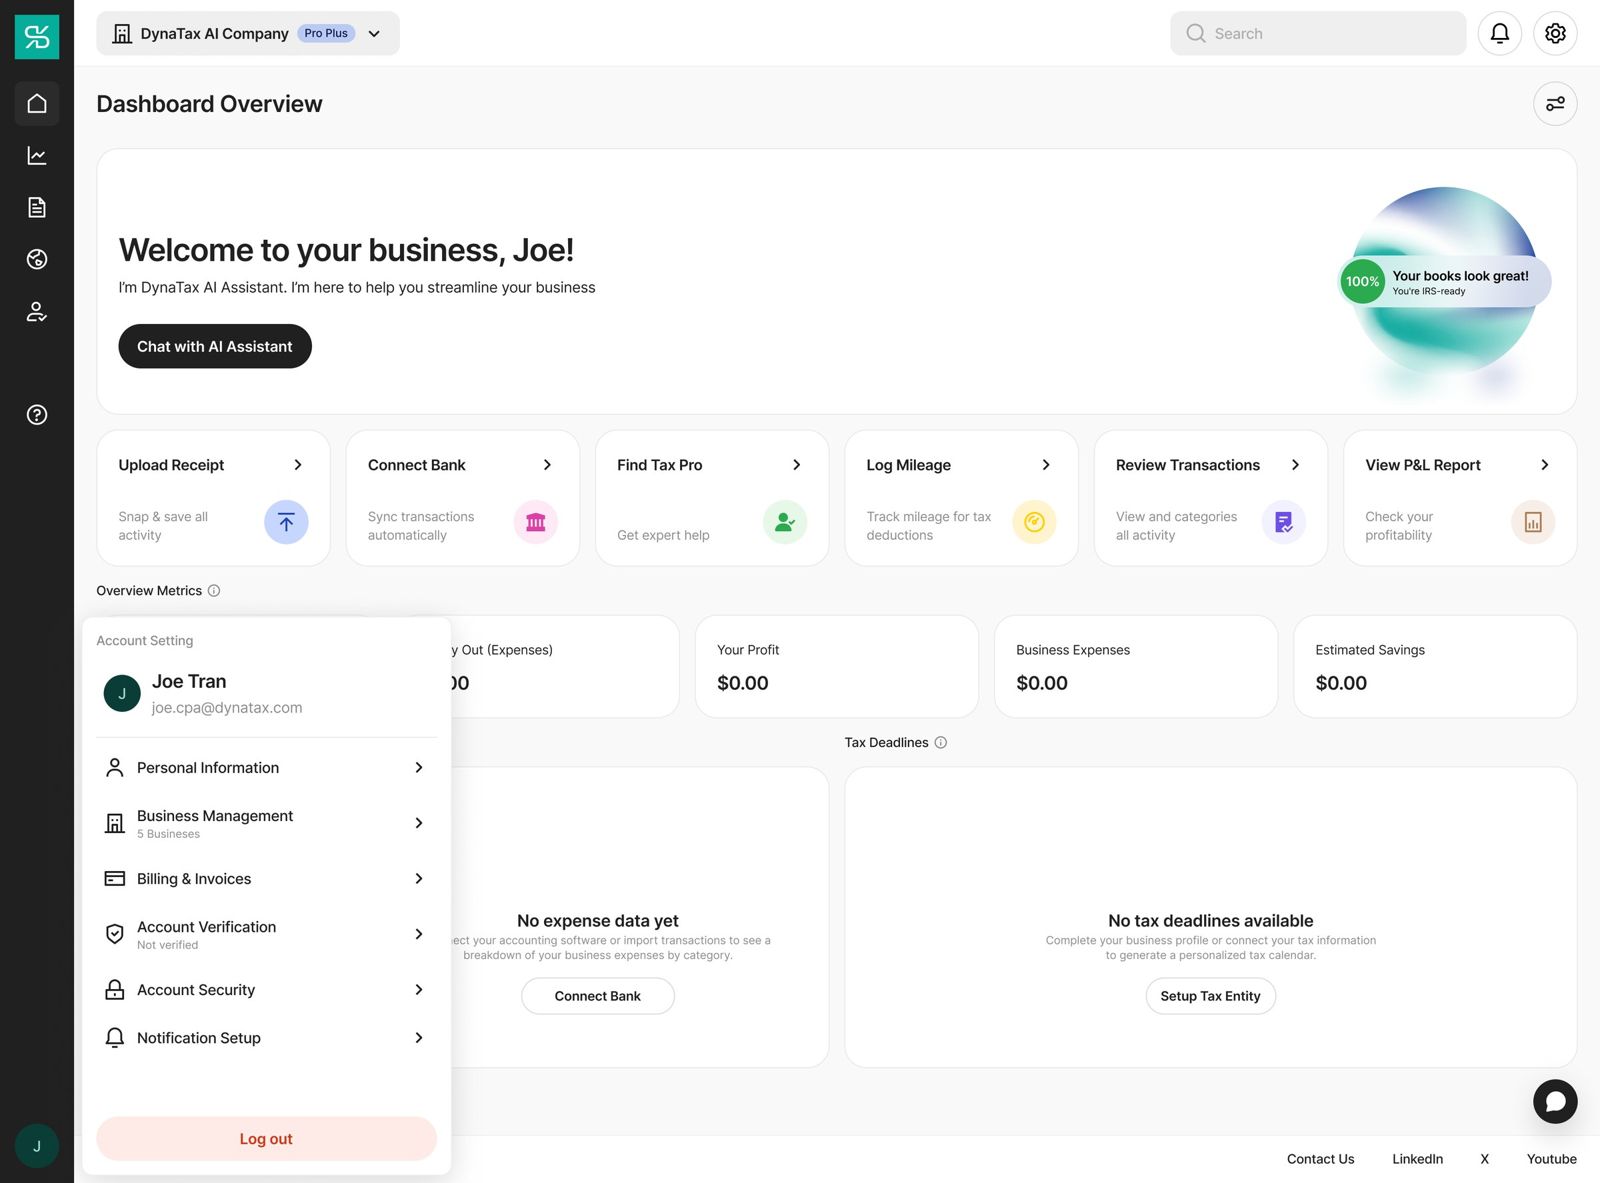 DynaTax AI Company
Pro Plus
Search
Dashboard Overview
Welcome to your business, Joe!
I'm DynaTax AI Assistant. I'm here to help you streamline your business
Chat with AI Assistant
100%
Your books look great!
You're IRS-ready
Upload Receipt
Snap & save all
activity
Connect Bank
Sync transactions
automatically
Find Tax Pro
Get expert help
Log Mileage
Track mileage for tax
deductions
Review Transactions
View and categories
all activity
View P&L Report
Check your
profitability
Overview Metrics
y Out (Expenses)
00
Your Profit
$0.00
Business Expenses
$0.00
Estimated Savings
$0.00
Account Setting
J
Joe Tran
joe.cpa@dynatax.com
Personal Information
Business Management
5 Busineses
Billing & Invoices
Account Verification
Not verified
Account Security
Notification Setup
Log out
J
No expense data yet
ect your accounting software or import transactions to see a
breakdown of your business expenses by category.
Connect Bank
Tax Deadlines
No tax deadlines available
Complete your business profile or connect your tax information
to generate a personalized tax calendar.
Setup Tax Entity
Contact Us
LinkedIn
X
Youtube